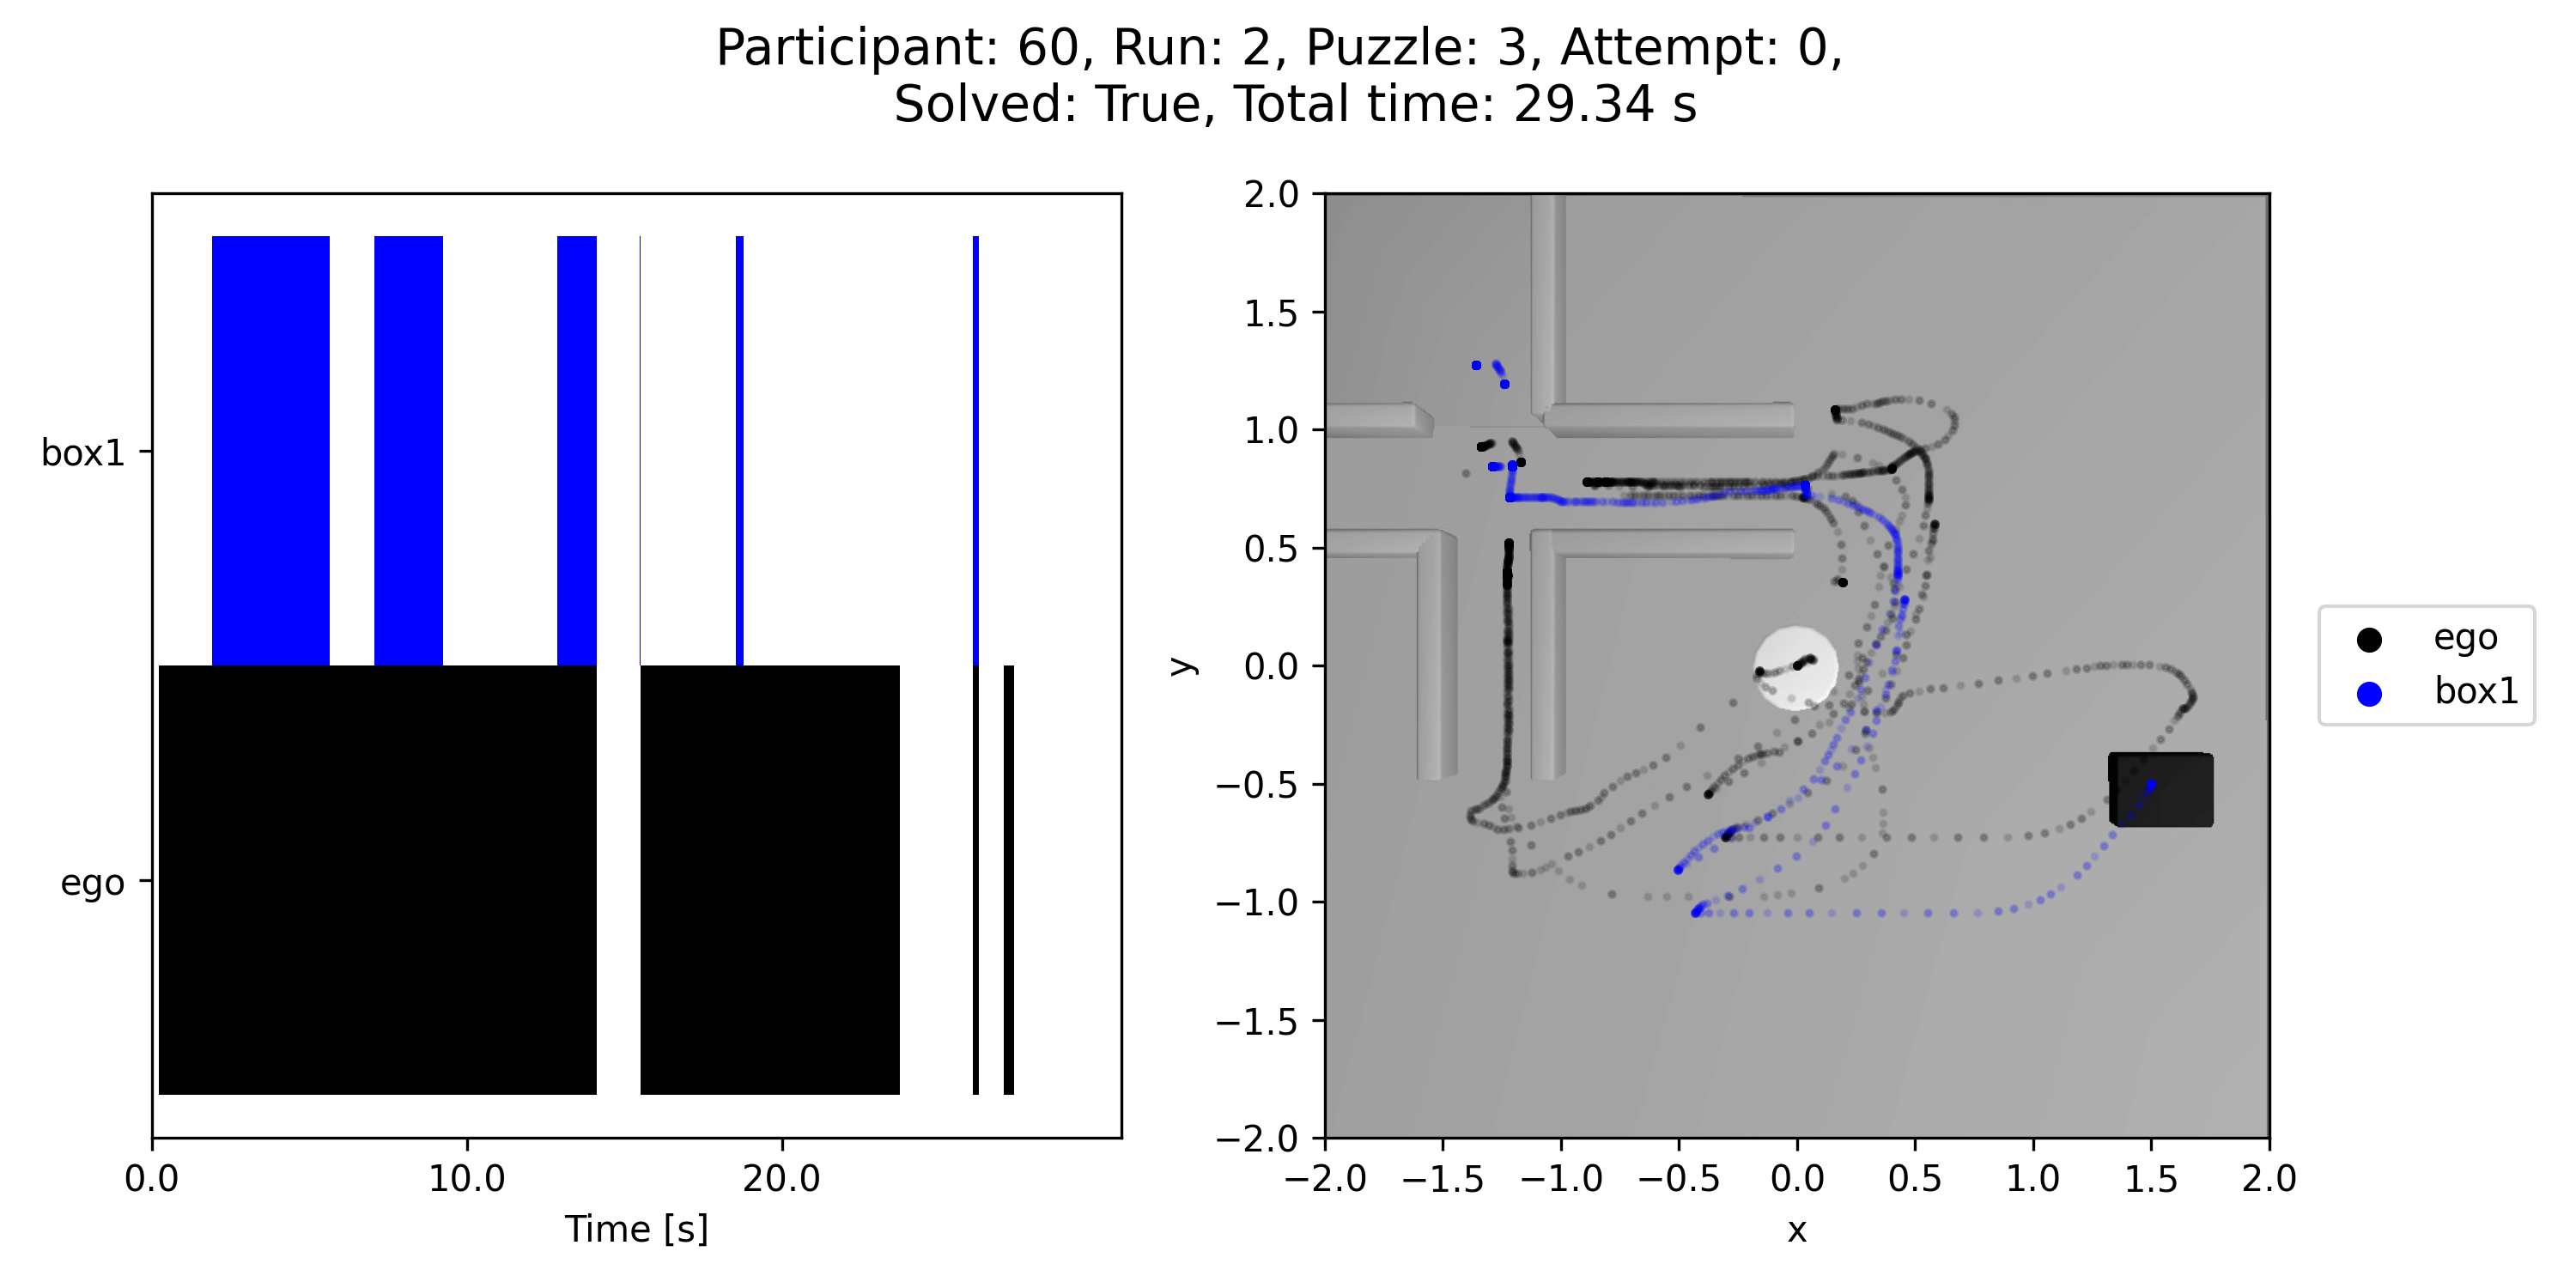 Participant: 60, Run: 2, Puzzle: 3, Attempt: 0,
Solved: True, Total time: 29.34 s
box1
ego
0.0
10.0
20.0
Time [s]
2.0
1.5
1.0
0.5
0.0
−0.5
−1.0
−1.5
−2.0
y
−2.0
−1.5
−1.0
−0.5
0.0
0.5
1.0
1.5
2.0
x
ego
box1